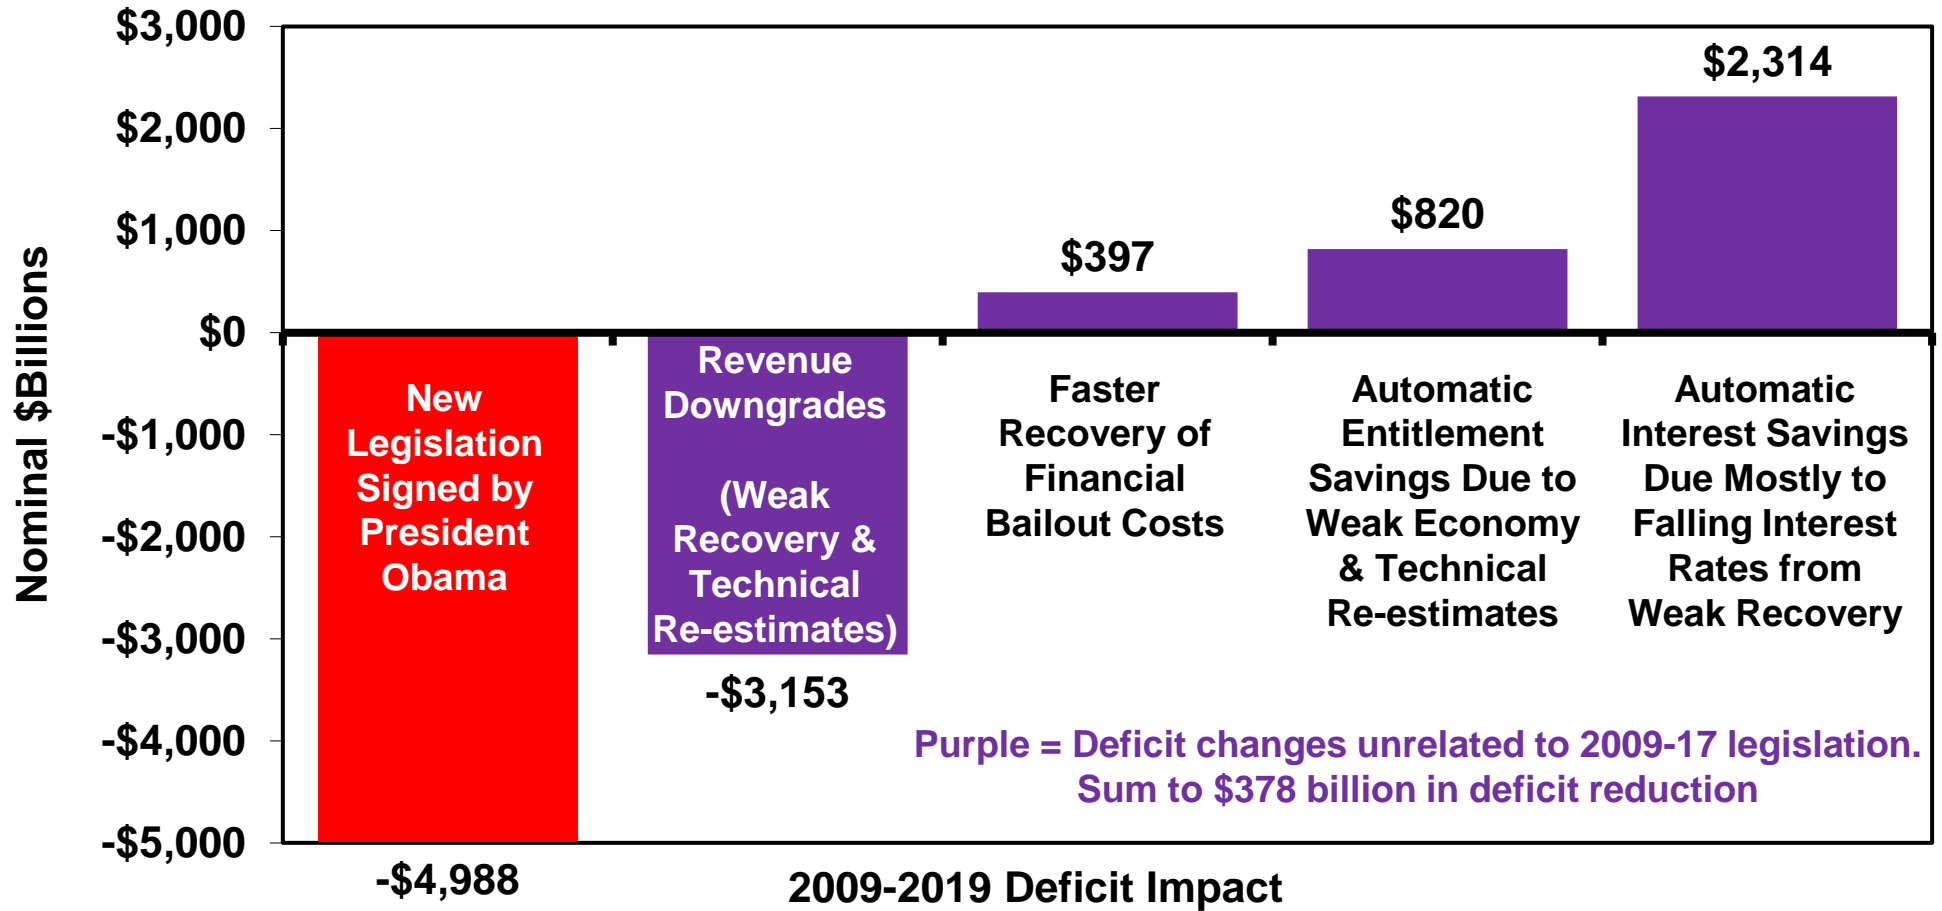 Nominal $Billions
$3,000
$2,000
$1,000
$0
-$1,000
-$2,000
-$3,000
-$4,000
-$5,000
New
Legislation
Signed by
President
Obama
-$4,988
Revenue
Downgrades
(Weak
Recovery &
Technical
Re-estimates)
-$3,153
$397
Faster
Recovery of
Financial
Bailout Costs
$820
Automatic
Entitlement
Savings Due to
Weak Economy
& Technical
Re-estimates
$2,314
Automatic
Interest Savings
Due Mostly to
Falling Interest
Rates from
Weak Recovery
Purple = Deficit changes unrelated to 2009-17 legislation.
Sum to $378 billion in deficit reduction
2009-2019 Deficit Impact